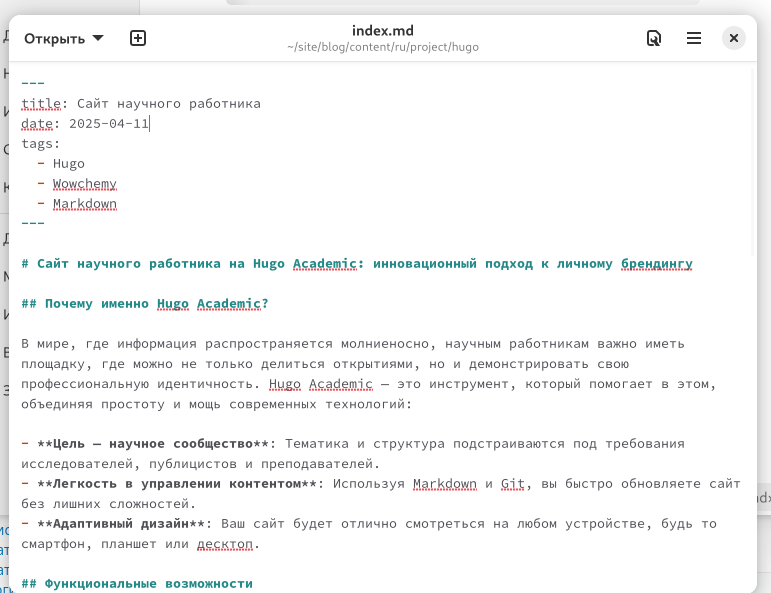 Открыть
index.md
~/site/blog/content/ru/project/hugo
---
title: Сайт научного работника
date: 2025-04-11
tags:
- Hugo
- Wowchemy
- Markdown
---
# Сайт научного работника на Hugo Academic: инновационный подход к личному брендингу
## Почему именно Hugo Academic?
В мире, где информация распространяется молниеносно, научным работникам важно иметь
площадку, где можно не только делиться открытиями, но и демонстрировать свою
профессиональную идентичность. Hugo Academic — это инструмент, который помогает в этом,
объединяя простоту и мощь современных технологий:
- **Цель — научное сообщество**: Тематика и структура подстраиваются под требования
исследователей, публицистов и преподавателей.
- **Легкость в управлении контентом**: Используя Markdown и Git, вы быстро обновляете сайт
без лишних сложностей.
- **Адаптивный дизайн**: Ваш сайт будет отлично смотреться на любом устройстве, будь то
смартфон, планшет или десктоп.
## Функциональные возможности